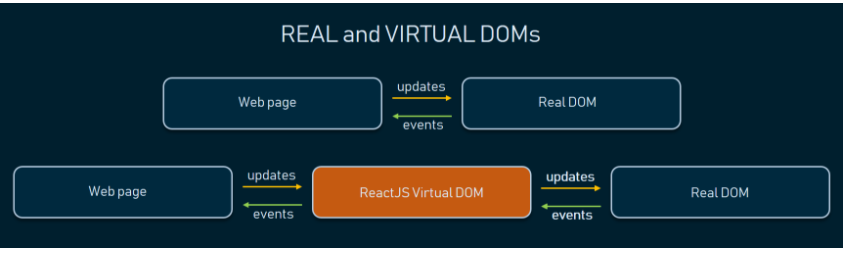 REAL and VIRTUAL DOMs
Web page
updates
events
Real DOM
Web page
updates
events
ReactJS Virtual DOM
updates
events
Real DOM